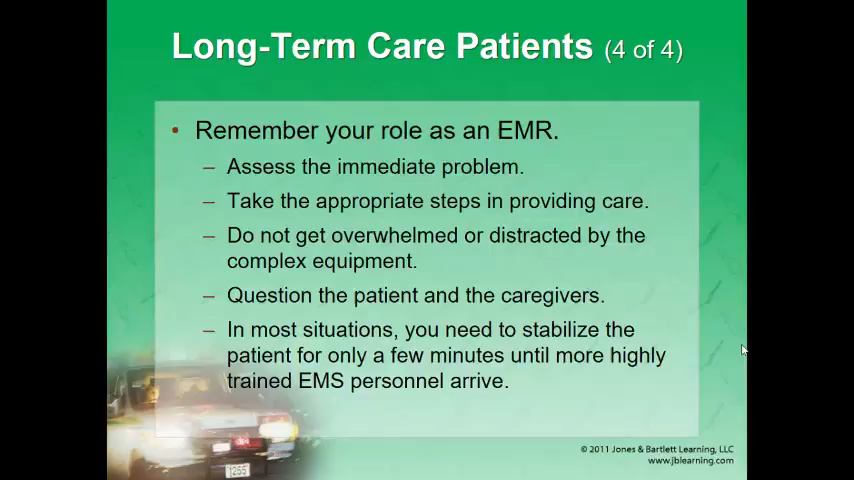 Long-Term Care Patients (4 of 4)
• Remember your role as an EMR.
– Assess the immediate problem.
– Take the appropriate steps in providing care.
– Do not get overwhelmed or distracted by the
complex equipment.
– Question the patient and the caregivers.
– In most situations, you need to stabilize the
patient for only a few minutes until more highly
trained EMS personnel arrive.
1255
© 2011 Jones & Bartlett Learning, LLC
www.jblearning.com